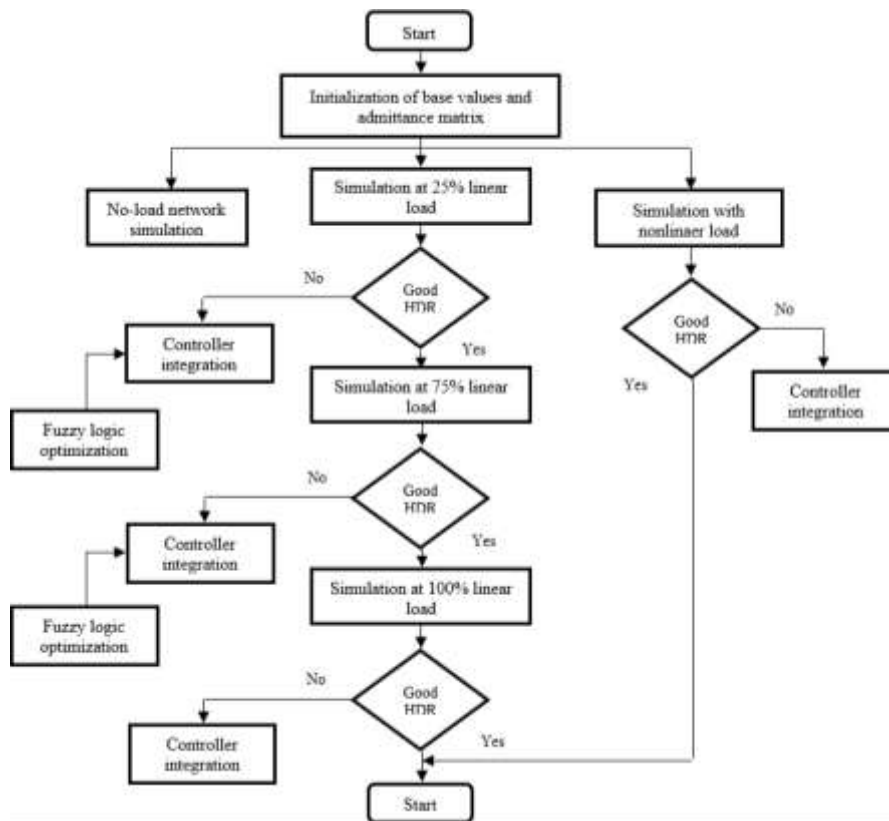 Start
Initialization of base values and
admittance matrix
No-load network
simulation
Simulation at 25% linear
load
Simulation with
nonlinaer load
No
Good
HDR
Yes
Good
HDR
No
Yes
Controller
integration
Simulation at 75% linear
load
Controller
integration
Fuzzy logic
optimization
No
Good
HDR
Yes
Controller
integration
Simulation at 100% linear
load
Fuzzy logic
optimization
No
Good
HDR
Yes
Controller
integration
Start